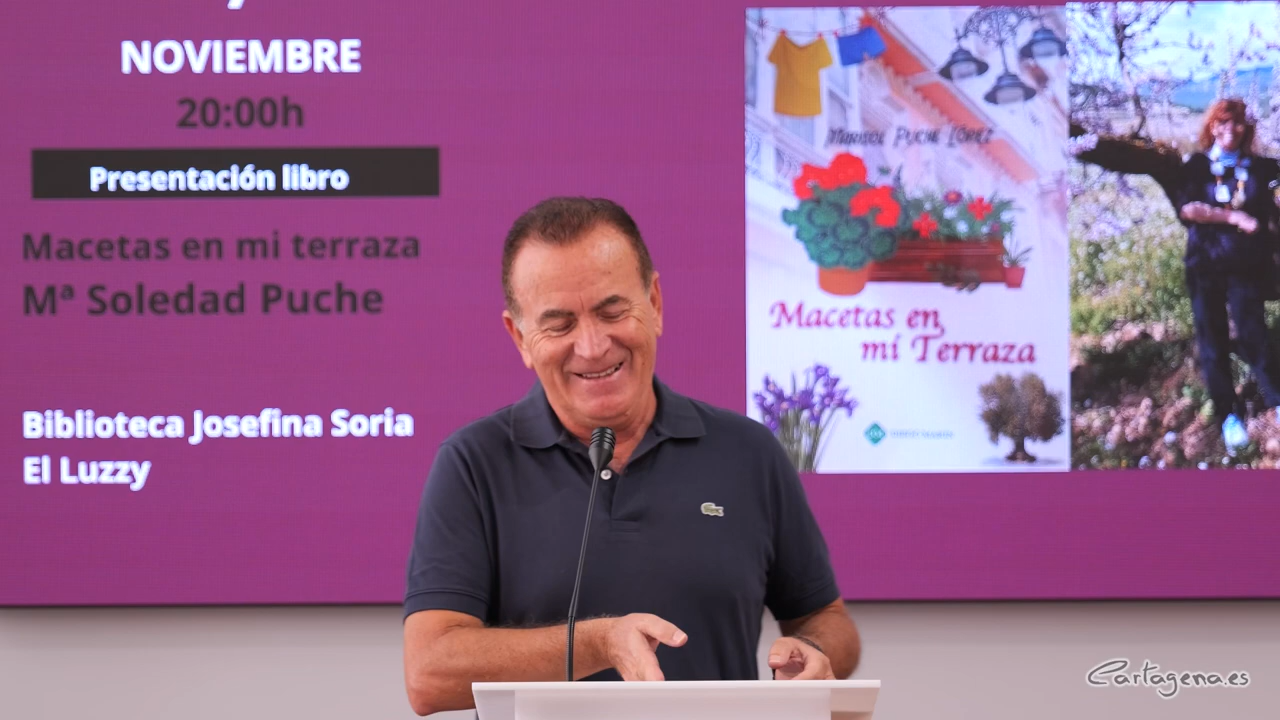 NOVIEMBRE
20:00h
Presentación libro
Macetas en mi terraza
Mª Soledad Puche
Biblioteca Josefina Soria
El Luzzy
Marisol Puche López
Macetas en
mi Terraza
Cartagena.es